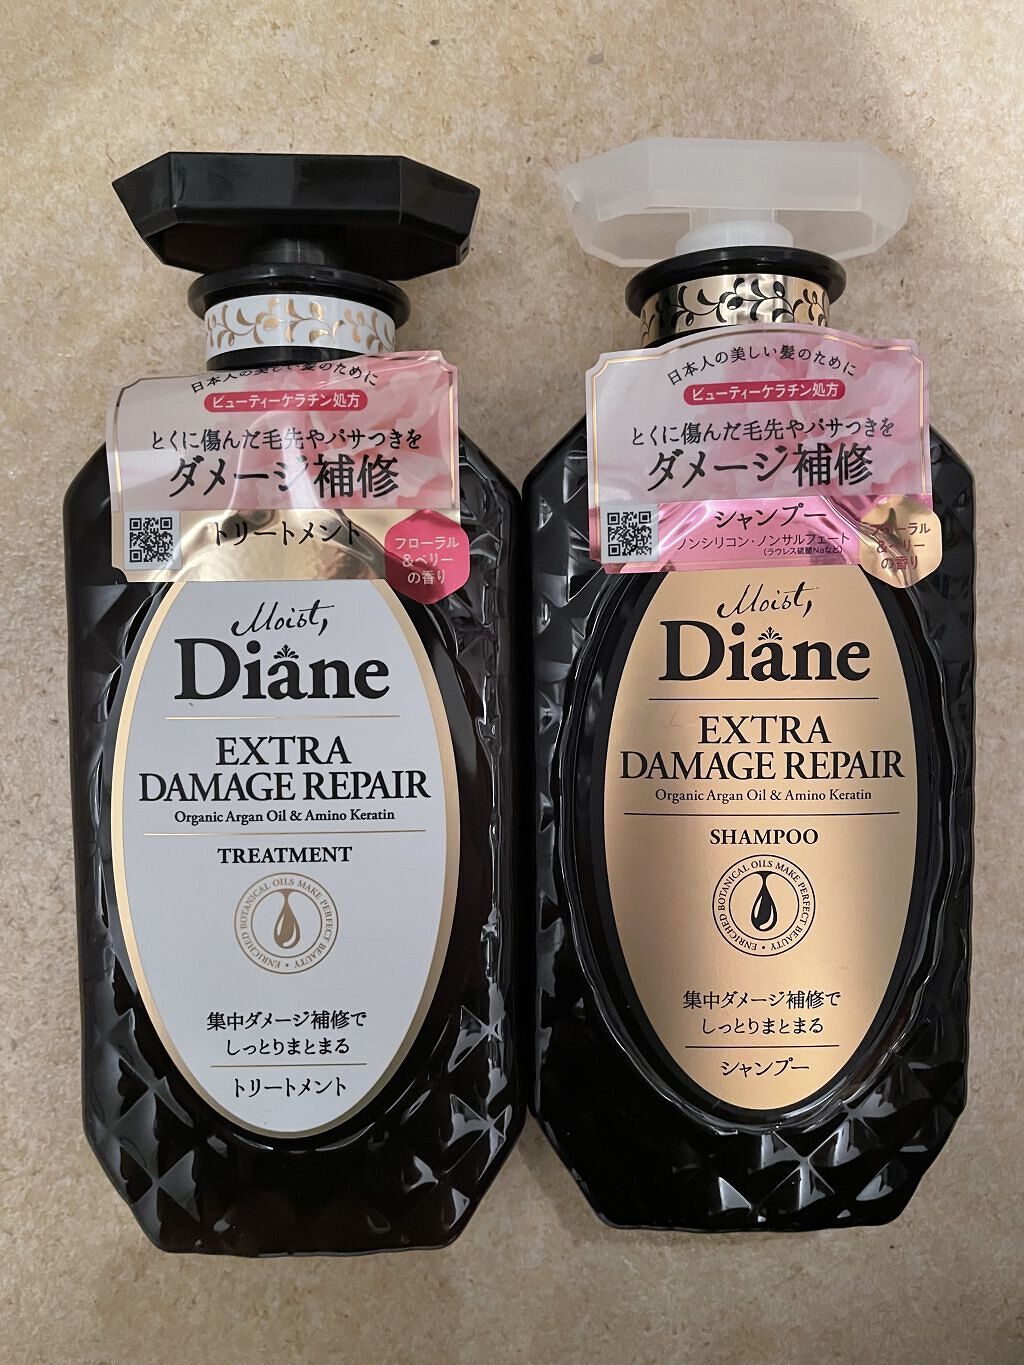 日本人の美しい髪のために
ビューティーケラチン処方
とくに傷んだ毛先やパサつきを
ダメージ補修
トリートメント
フローラル
&ベリー
の香り
Moist,
Diane
EXTRA
DAMAGE REPAIR
Organic Argan Oil & Amino Keratin
TREATMENT
ENRICHED BOTANICAL OILS MAKE PERFECT BEAUTY •
集中ダメージ補修で
しっとりまとまる
トリートメント
日本人の美しい髪のために
ビューティーケラチン処方
とくに傷んだ毛先やパサつきを
ダメージ補修
シャンプー
ノンシリコン・ノンサルフェート
(ラウレス硫酸Naなど)
フローラル
&ベリー
の香り
Moist,
Diane
EXTRA
DAMAGE REPAIR
Organic Argan Oil & Amino Keratin
SHAMPOO
ENRICHED BOTANICAL OILS MAKE PERFECT BEAUTY •
集中ダメージ補修で
しっとりまとまる
シャンプー